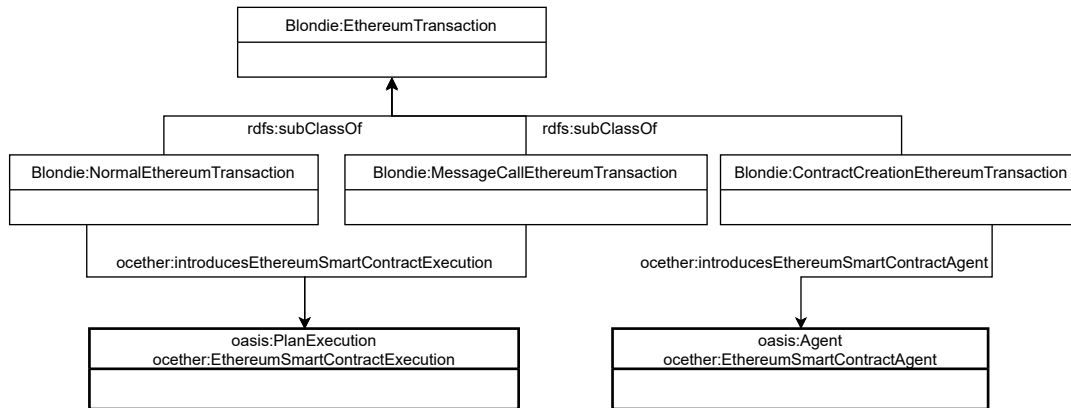 Blondie:EthereumTransaction
rdfs:subClassOf
rdfs:subClassOf
Blondie:NormalEthereumTransaction
Blondie:MessageCallEthereumTransaction
Blondie:ContractCreationEthereumTransaction
ocether:introducesEthereumSmartContractExecution
ocether:introducesEthereumSmartContractAgent
oasis:PlanExecution
ocether:EthereumSmartContractExecution
oasis:Agent
ocether:EthereumSmartContractAgent